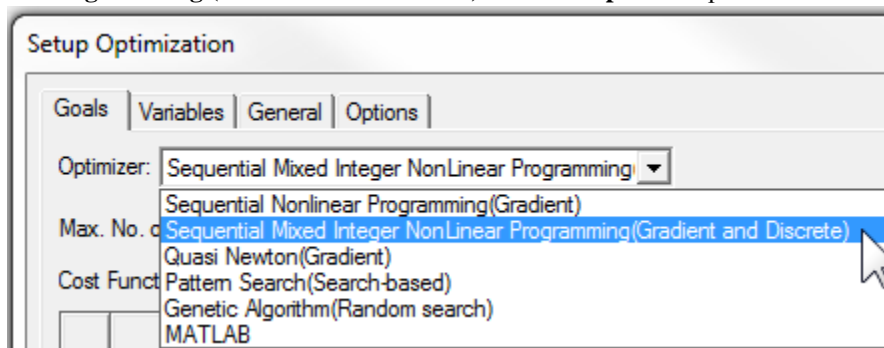 Setup Optimization
Goals Variables General Options
Optimizer: Sequential Mixed Integer NonLinear Programming(
Sequential Nonlinear Programming(Gradient)
Max. No. o Sequential Mixed Integer NonLinear Programming(Gradient and Discrete)
Quasi Newton(Gradient)
Cost Funct Pattern Search(Search-based)
Genetic Algorithm(Random search)
MATLAB